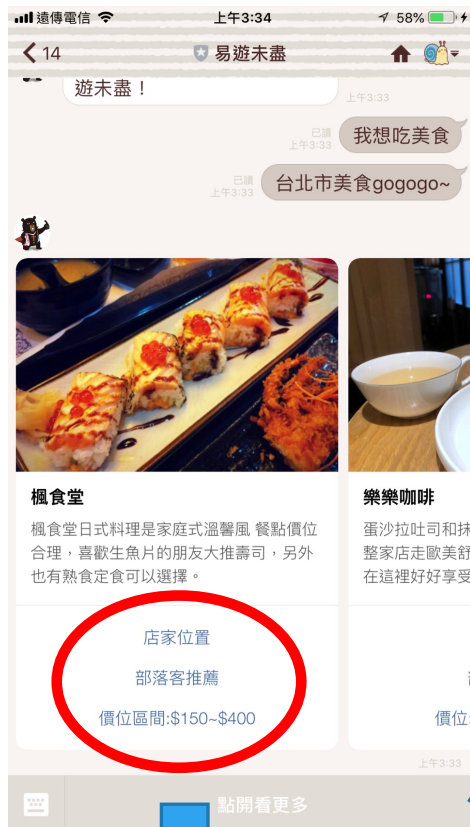 遠傳電信
上午3:34
58%
14
易遊未盡
遊未盡！
上午3:33
已讀
上午3:33
我想吃美食
已讀
上午3:33
台北市美食gogogo~
楓食堂
楓食堂日式料理是家庭式溫馨風 餐點價位
合理，喜歡生魚片的朋友大推壽司，另外
也有熟食定食可以選擇。
店家位置
部落客推薦
價位區間:$150~$400
樂樂咖啡
蛋沙拉吐司和抹
整家店走歐美舒
在這裡好好享受
價位
上午3:33
點開看更多